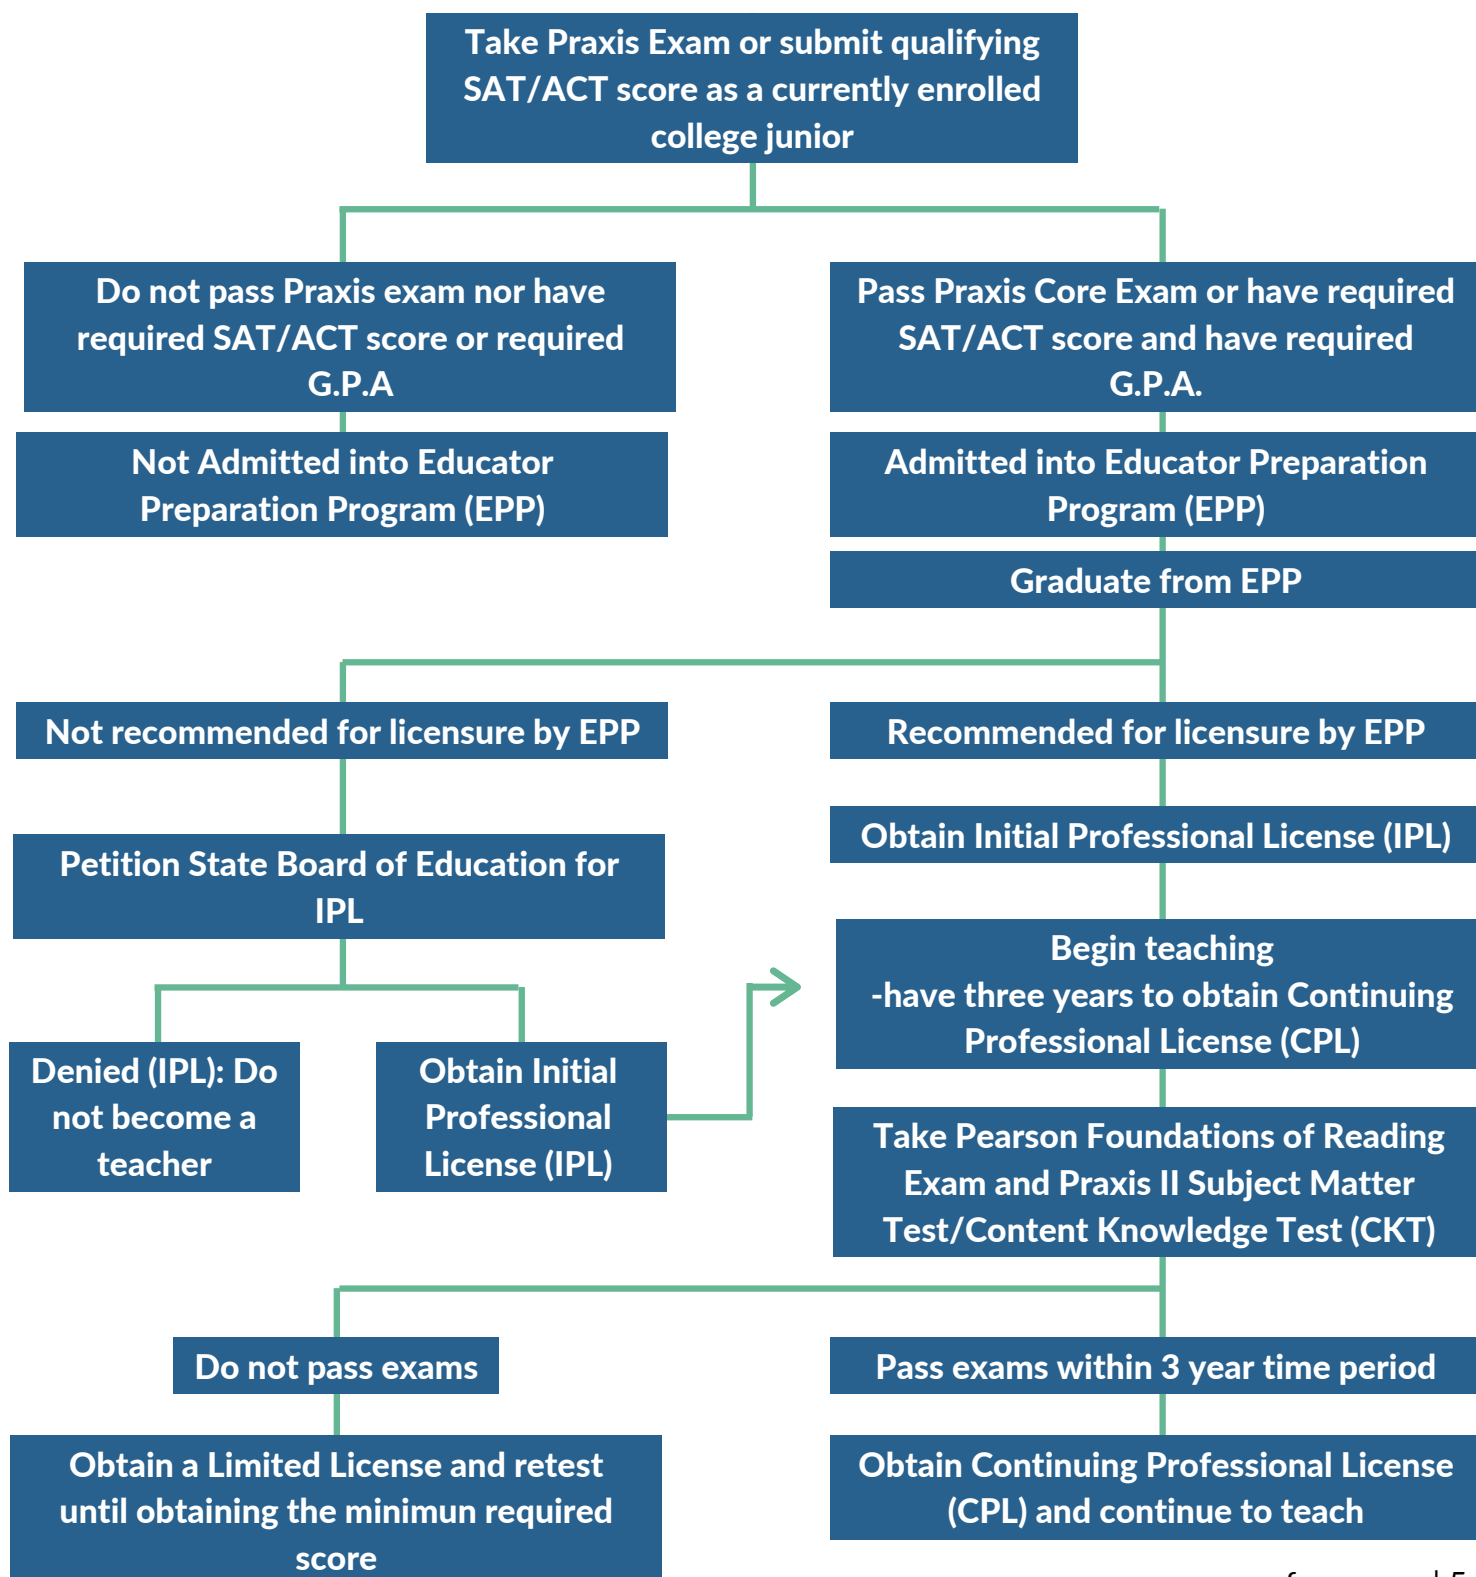 Take Praxis Exam or submit qualifying
SAT/ACT score as a currently enrolled
college junior
Do not pass Praxis exam nor have
required SAT/ACT score or required
G.P.A
Pass Praxis Core Exam or have required
SAT/ACT score and have required
G.P.A.
Not Admitted into Educator
Preparation Program (EPP)
Admitted into Educator Preparation
Program (EPP)
Graduate from EPP
Not recommended for licensure by EPP
Recommended for licensure by EPP
Petition State Board of Education for
IPL
Obtain Initial Professional License (IPL)
Denied (IPL): Do
not become a
teacher
Obtain Initial
Professional
License (IPL)
Begin teaching
-have three years to obtain Continuing
Professional License (CPL)
Take Pearson Foundations of Reading
Exam and Praxis II Subject Matter
Test/Content Knowledge Test (CKT)
Do not pass exams
Pass exams within 3 year time period
Obtain a Limited License and retest
until obtaining the minimun required
score
Obtain Continuing Professional License
(CPL) and continue to teach